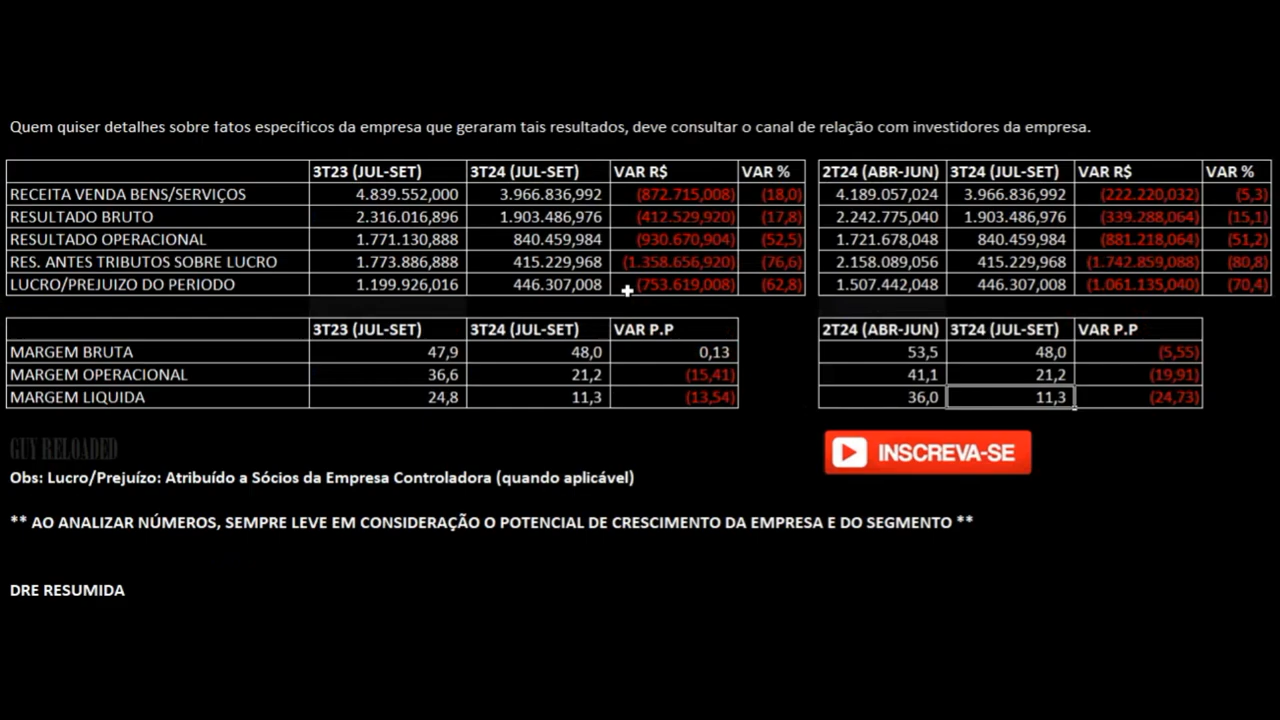 Quem quiser detalhes sobre fatos específicos da empresa que geraram tais resultados, deve consultar o canal de relação com investidores da empresa.
3T23 (JUL-SET) 3T24 (JUL-SET) VAR R$ VAR % 2T24 (ABR-JUN) 3T24 (JUL-SET) VAR R$ VAR %
RECEITA VENDA BENS/SERVIÇOS 4.839.552,000 3.966.836,992 (872.715,008) (18,0) 4.189.057,024 3.966.836,992 (222.220,032) (5,3)
RESULTADO BRUTO 2.316.016,896 1.903.486,976 (412.529,920) (17,8) 2.242.775,040 1.903.486,976 (339.288,064) (15,1)
RESULTADO OPERACIONAL 1.771.130,888 840.459,984 (930.670,904) (52,5) 1.721.678,048 840.459,984 (881.218,064) (51,2)
RES. ANTES TRIBUTOS SOBRE LUCRO 1.773.886,888 415.229,968 (1.358.656,920) (76,6) 2.158.089,056 415.229,968 (1.742.859,088) (80,8)
LUCRO/PREJUIZO DO PERIODO 1.199.926,016 446.307,008 (753.619,008) (62,8) 1.507.442,048 446.307,008 (1.061.135,040) (70,4)
3T23 (JUL-SET) 3T24 (JUL-SET) VAR P.P 2T24 (ABR-JUN) 3T24 (JUL-SET) VAR P.P
MARGEM BRUTA 47,9 48,0 0,13 53,5 48,0 (5,55)
MARGEM OPERACIONAL 36,6 21,2 (15,41) 41,1 21,2 (19,91)
MARGEM LIQUIDA 24,8 11,3 (13,54) 36,0 11,3 (24,73)
GUY RELOADED
INSCREVA-SE
Obs: Lucro/Prejuízo: Atribuído a Sócios da Empresa Controladora (quando aplicável)
** AO ANALIZAR NÚMEROS, SEMPRE LEVE EM CONSIDERAÇÃO O POTENCIAL DE CRESCIMENTO DA EMPRESA E DO SEGMENTO **
DRE RESUMIDA